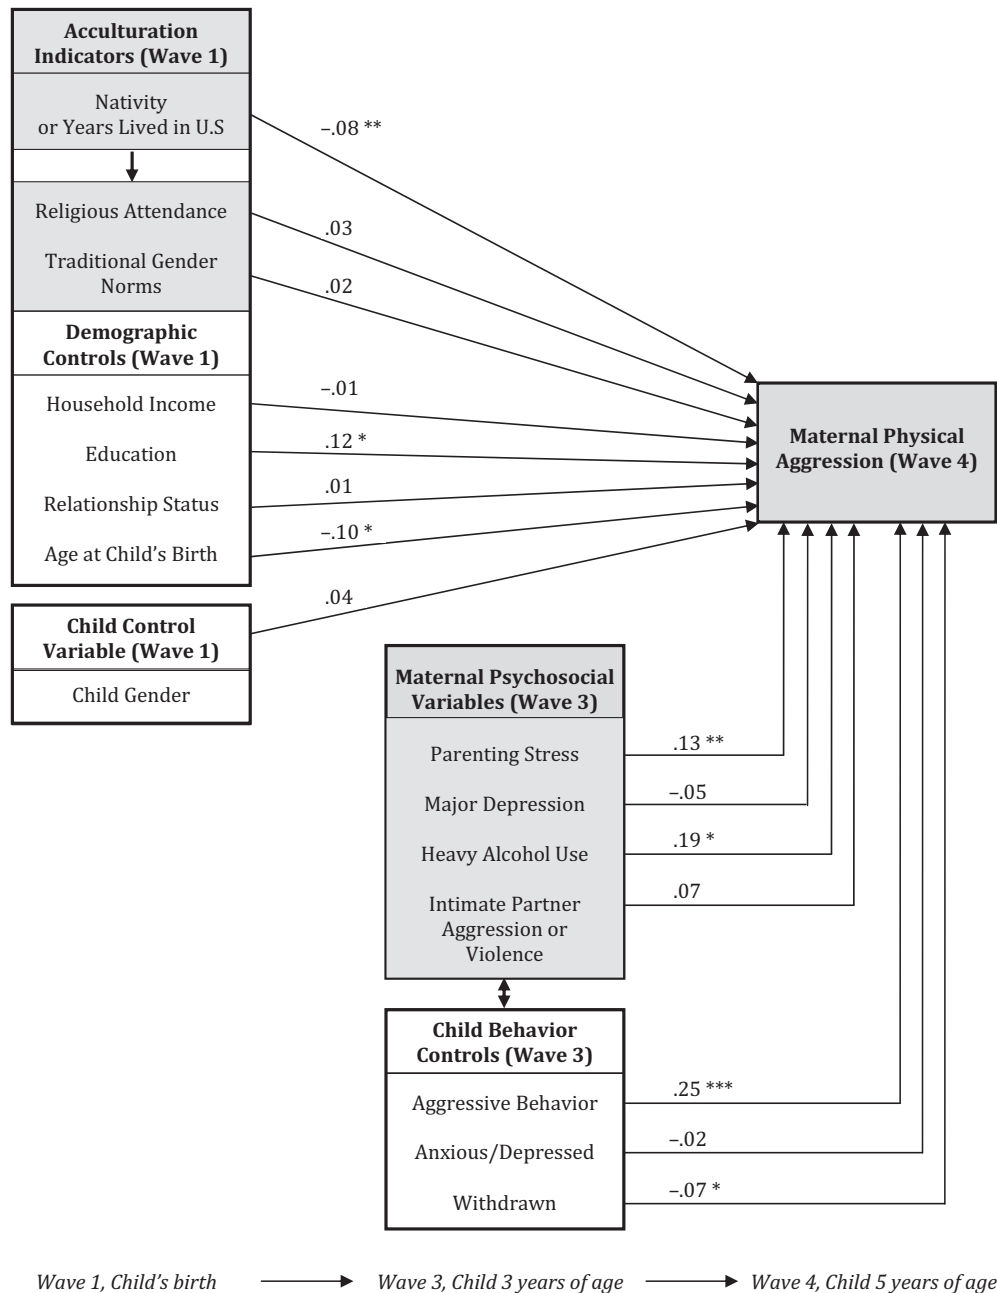 Acculturation
Indicators (Wave 1)
Nativity
or Years Lived in U.S
Religious Attendance
Traditional Gender
Norms
Demographic
Controls (Wave 1)
Household Income
Education
Relationship Status
Age at Child’s Birth
Child Control
Variable (Wave 1)
Child Gender
–.08 **
.03
.02
–.01
.12 *
.01
–.10 *
.04
Maternal Physical
Aggression (Wave 4)
Maternal Psychosocial
Variables (Wave 3)
Parenting Stress
Major Depression
Heavy Alcohol Use
Intimate Partner
Aggression or
Violence
.13 **
–.05
.19 *
.07
Child Behavior
Controls (Wave 3)
Aggressive Behavior
Anxious/Depressed
Withdrawn
.25 ***
–.02
–.07 *
Wave 1, Child’s birth
Wave 3, Child 3 years of age
Wave 4, Child 5 years of age